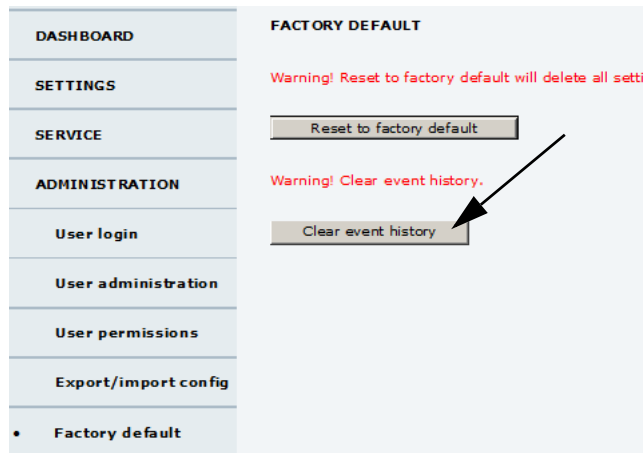 DASHBOARD
SETTINGS
SERVICE
ADMINISTRATION
User login
User administration
User permissions
Export/import config
• Factory default
FACTORY DEFAULT
Warning! Reset to factory default will delete all
Reset to factory default
Warning! Clear event history.
Clear event history